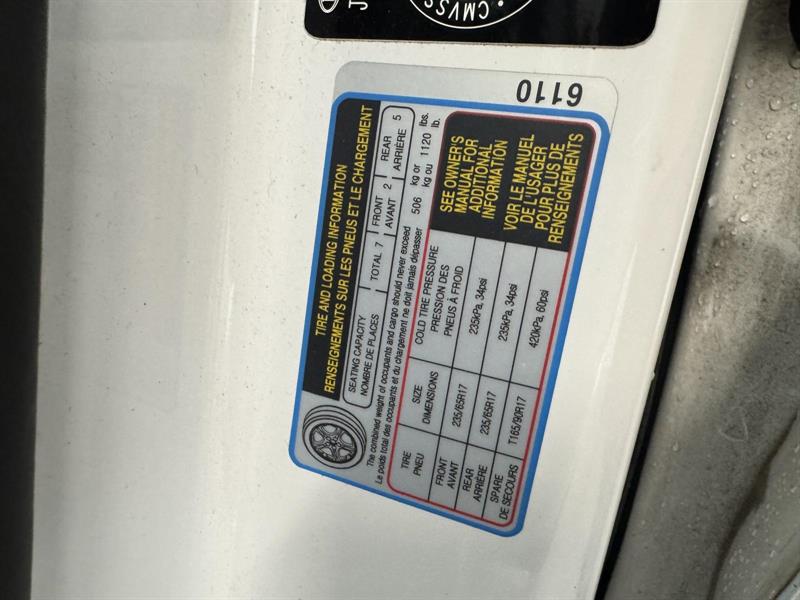 J
CMVSS
6110
TIRE AND LOADING INFORMATION
RENSEIGNEMENTS SUR LES PNEUS ET LE CHARGEMENT
SEATING CAPACITY TOTAL 7 FRONT 2 REAR 5
NOMBRE DE PLACES AVANT ARRIÈRE
The combined weight of occupants and cargo should never exceed 506 kg or 1120 lbs.
Le poids total des occupants et du chargement ne doit jamais dépasser kg ou lb.
TIRE SIZE COLD TIRE PRESSURE
PNEU DIMENSIONS PRESSION DES
PNEUS À FROID
FRONT 235/65R17 235kPa, 34psi
AVANT
REAR 235/65R17 235kPa, 34psi
ARRIÈRE
SPARE T165/90R17 420kPa, 60psi
DE SECOURS
SEE OWNER'S
MANUAL FOR
ADDITIONAL
INFORMATION
VOIR LE MANUEL
DE L'USAGER
POUR PLUS DE
RENSEIGNEMENTS